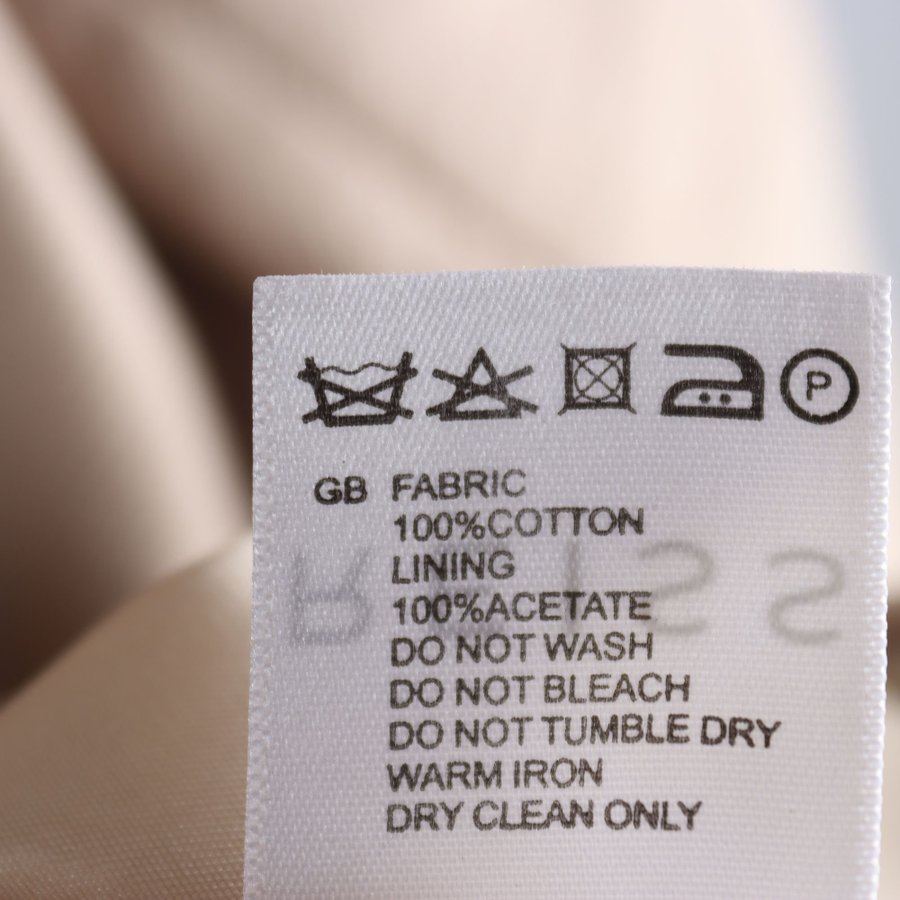 P
GB FABRIC
100%COTTON
LINING
100%ACETATE
DO NOT WASH
DO NOT BLEACH
DO NOT TUMBLE DRY
WARM IRON
DRY CLEAN ONLY